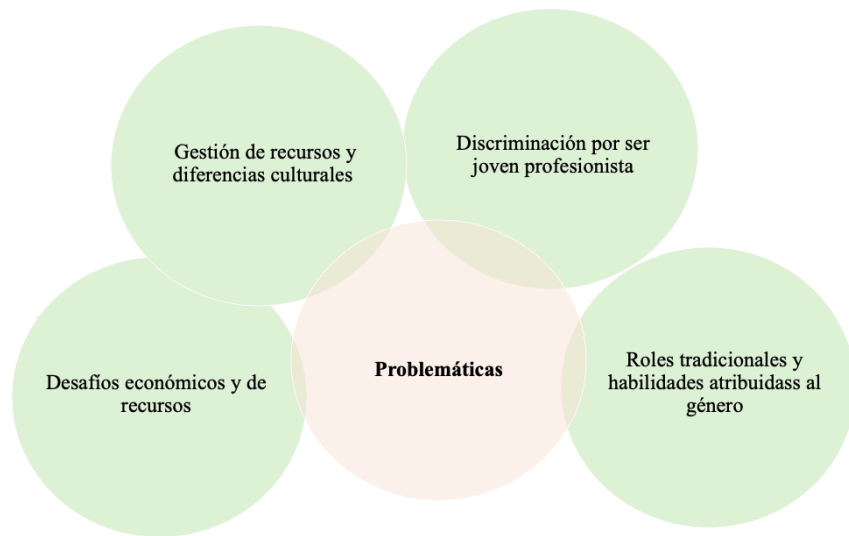 Gestión de recursos y
diferencias culturales
Discriminación por ser
joven profesionista
Desafíos económicos y de
recursos
Problemáticas
Roles tradicionales y
habilidades atribuidass al
género